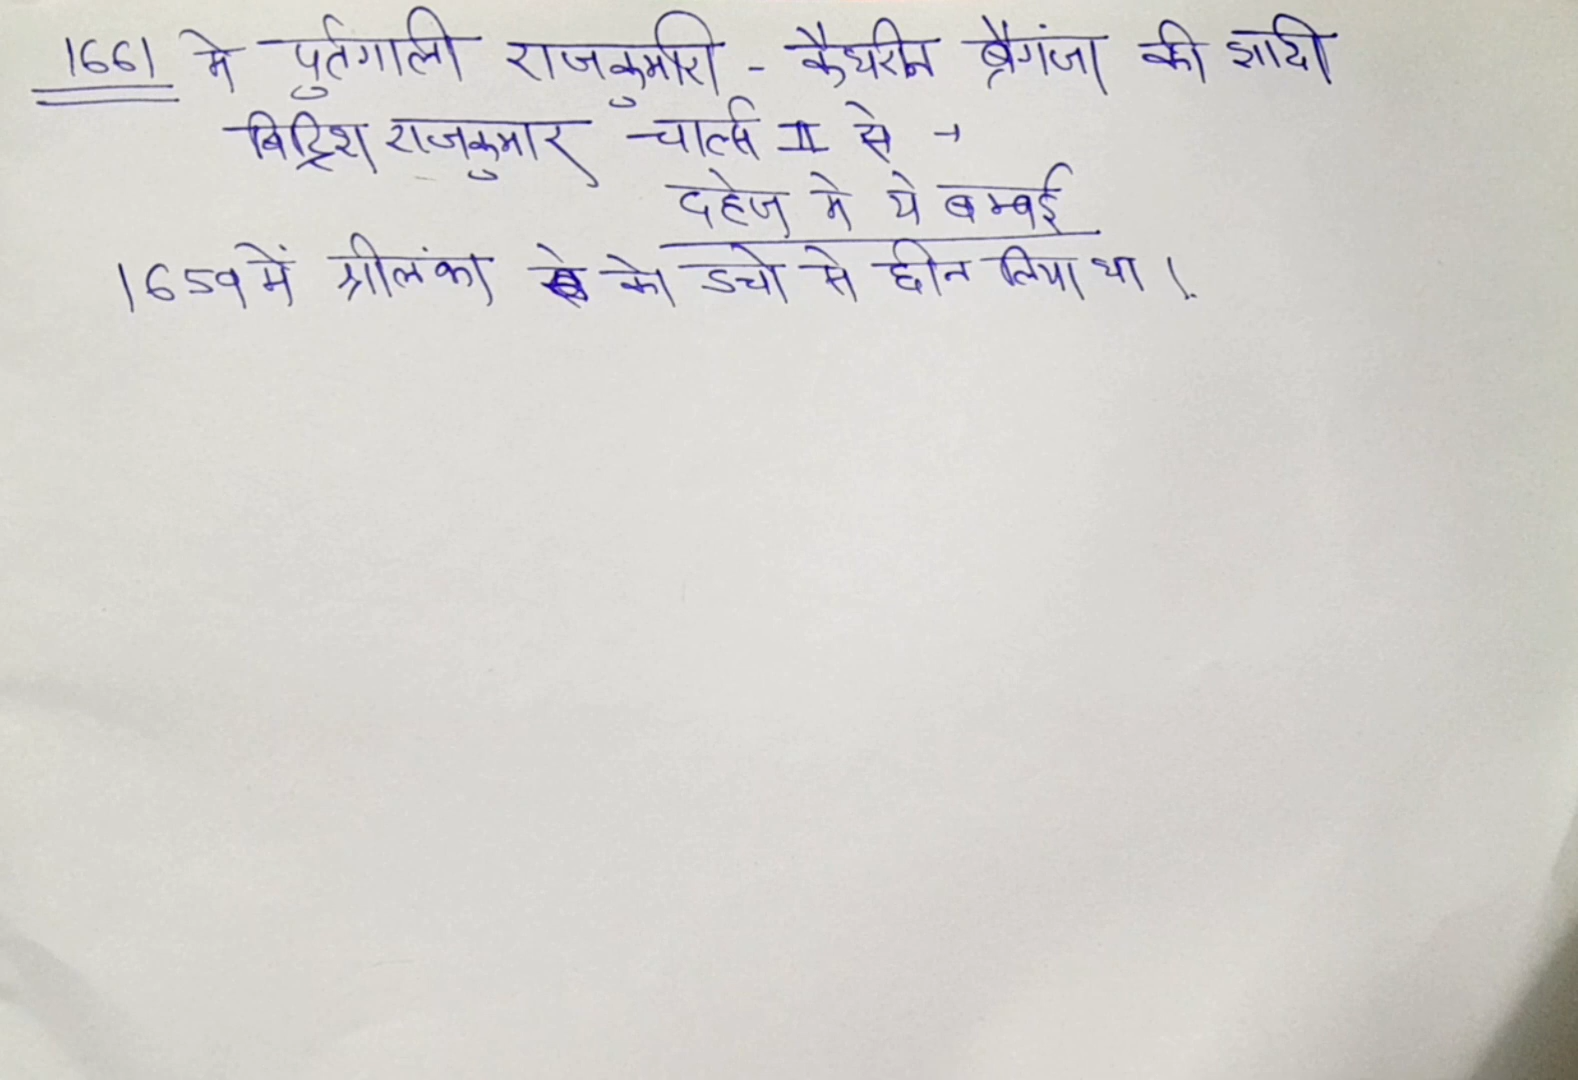 1661 मे पुर्तगाली राजकुमारी - कैथरीन ब्रैगंजा की शादी
बिट्रिश राजकुमार चार्ल्स II से →
दहेज मे ये बम्बई
1659 में श्रीलंका को डचो से छीन लिया था।